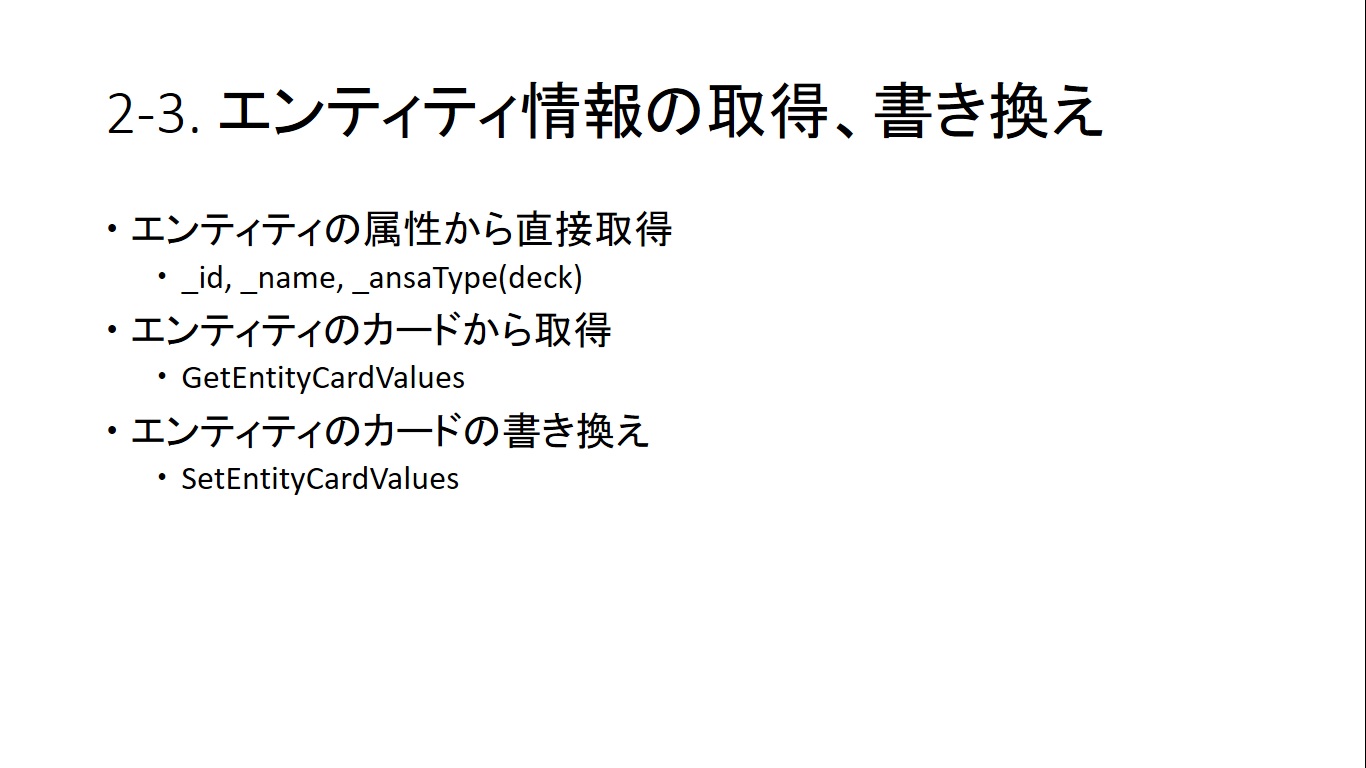 2-3. エンティティ情報の取得、書き換え
• エンティティの属性から直接取得
• _id, _name, _ansaType(deck)
• エンティティのカードから取得
• GetEntityCardValues
• エンティティのカードの書き換え
• SetEntityCardValues